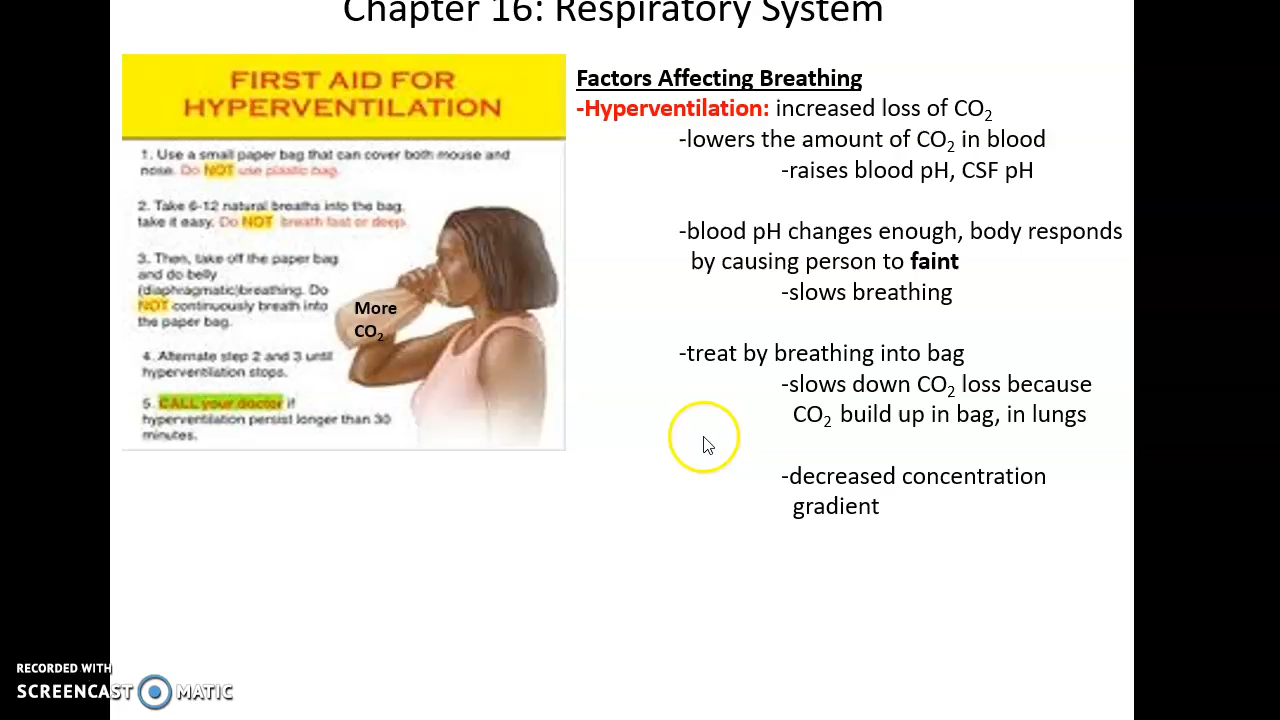 Chapter 16: Respiratory System
FIRST AID FOR
HYPERVENTILATION
1. Use a small paper bag that can cover both mouse and
nose. Do NOT use plastic bag.
2. Take 6-12 natural breaths into the bag,
take it easy. Do NOT breath fast or deep.
3. Then, take off the paper bag
and do belly
(diaphragmatic)breathing. Do
NOT continuously breath into
the paper bag.
4. Alternate step 2 and 3 until
hyperventilation stops.
5. CALL your doctor if
hyperventilation persist longer than 30
minutes.
More
CO₂
Factors Affecting Breathing
-Hyperventilation: increased loss of CO₂
-lowers the amount of CO₂ in blood
-raises blood pH, CSF pH
-blood pH changes enough, body responds
by causing person to faint
-slows breathing
-treat by breathing into bag
-slows down CO₂ loss because
CO₂ build up in bag, in lungs
-decreased concentration
gradient
RECORDED WITH
SCREENCAST MATIC